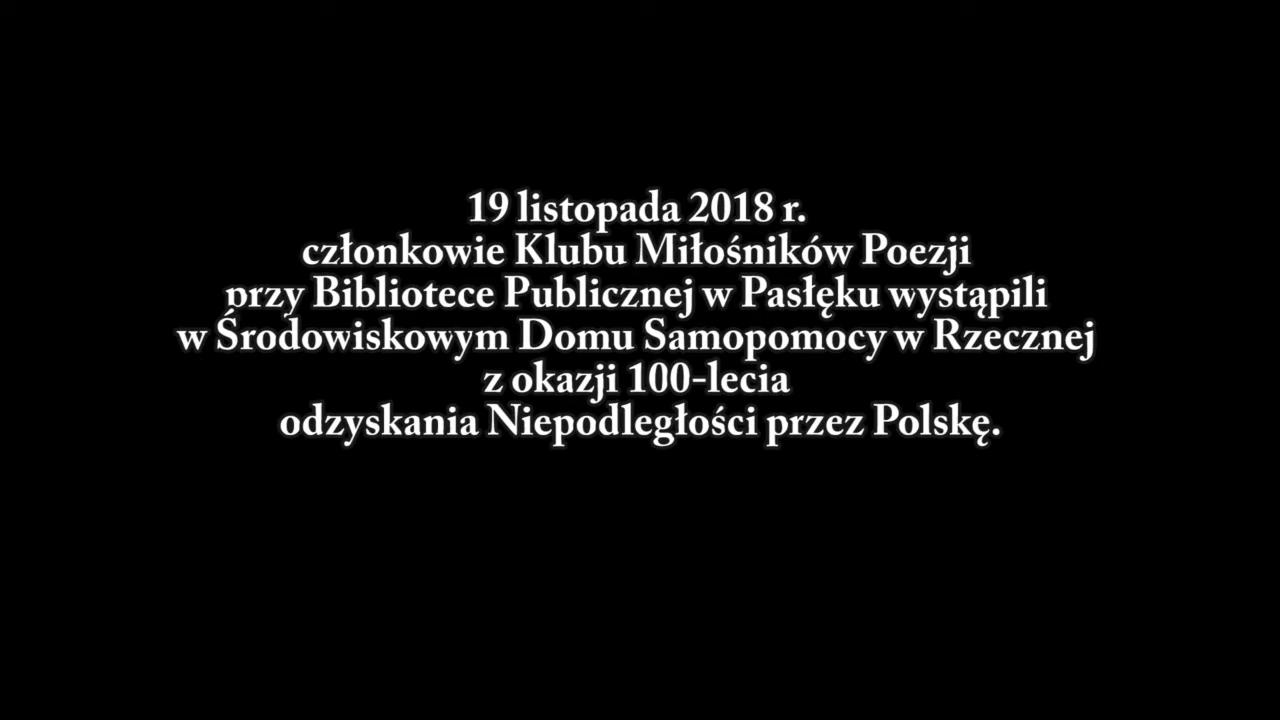 19 listopada 2018 r.
członkowie Klubu Miłośników Poezji
przy Bibliotece Publicznej w Pasłęku wystąpili
w Środowiskowym Domu Samopomocy w Rzecznej
z okazji 100-lecia
odzyskania Niepodległości przez Polskę.